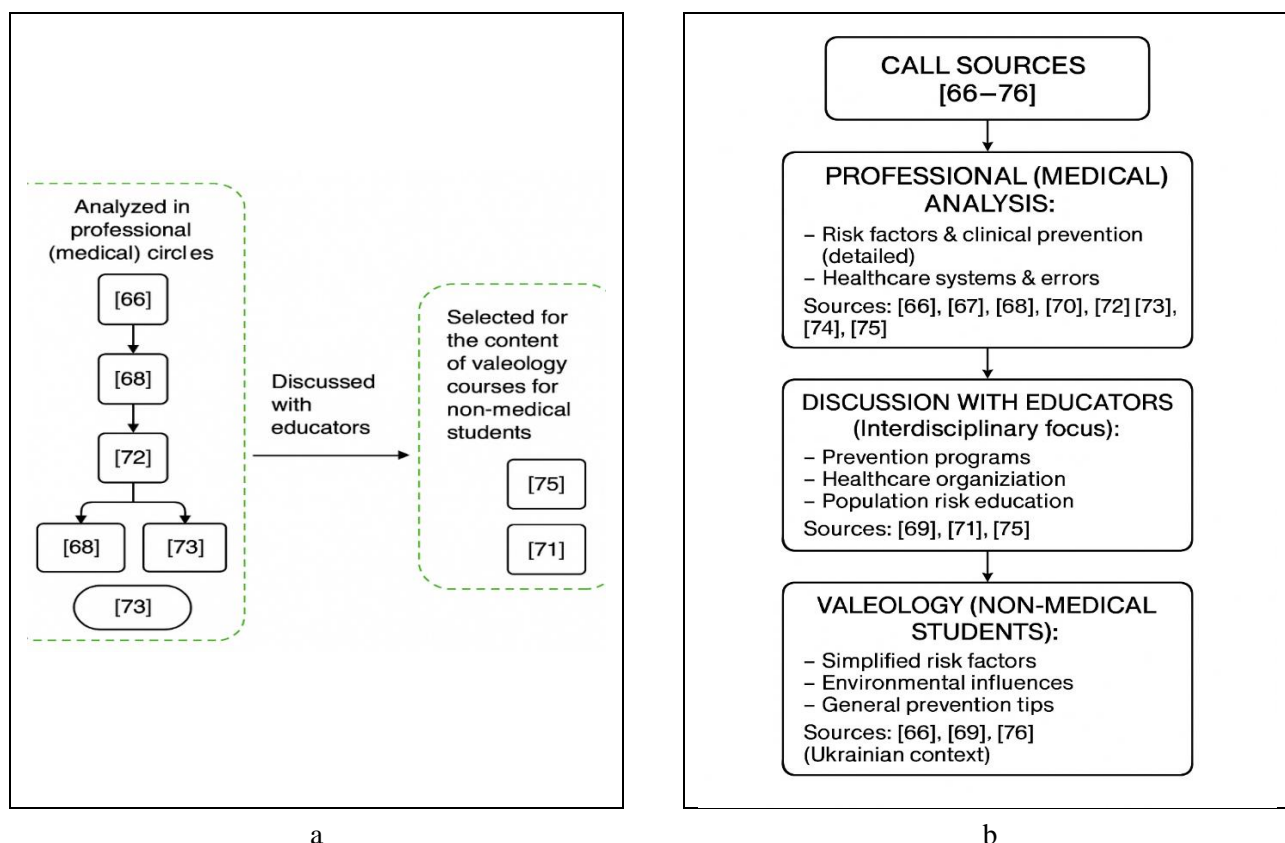 Analyzed in
professional
(medical) circles
[66]
[68]
[72]
[68]
[73]
[73]
Discussed
with
educators
Selected for
the content
of valeology
courses for
non-medical
students
[75]
[71]
a
CALL SOURCES
[66–76]
PROFESSIONAL (MEDICAL)
ANALYSIS:
– Risk factors & clinical prevention
(detailed)
– Healthcare systems & errors
Sources: [66], [67], [68], [70], [72] [73],
[74], [75]
DISCUSSION WITH EDUCATORS
(Interdisciplinary focus):
– Prevention programs
– Healthcare organiziation
– Population risk education
Sources: [69], [71], [75]
VALEOLOGY (NON-MEDICAL
STUDENTS):
– Simplified risk factors
– Environmental influences
– General prevention tips
Sources: [66], [69], [76]
(Ukrainian context)
b